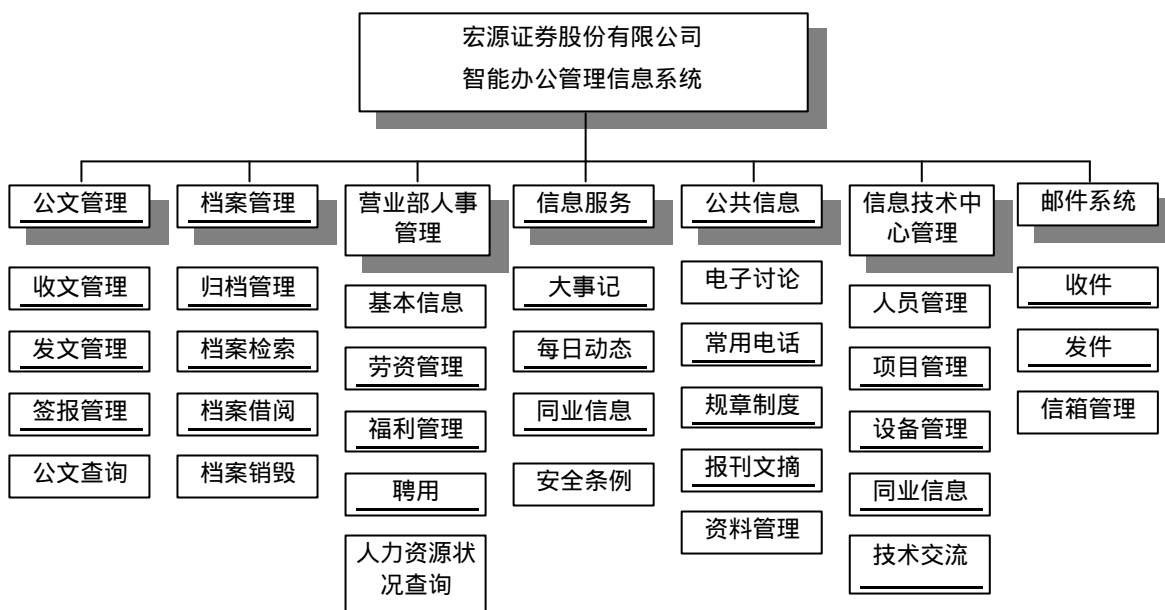 宏源证券股份有限公司
智能办公管理信息系统
公文管理
收文管理
发文管理
签报管理
公文查询
档案管理
归档管理
档案检索
档案借阅
档案销毁
营业部人事
管理
基本信息
劳资管理
福利管理
聘用
人力资源状
况查询
信息服务
大事记
每日动态
同业信息
安全条例
公共信息
电子讨论
常用电话
规章制度
报刊文摘
资料管理
信息技术中
心管理
人员管理
项目管理
设备管理
同业信息
技术交流
邮件系统
收件
发件
信箱管理